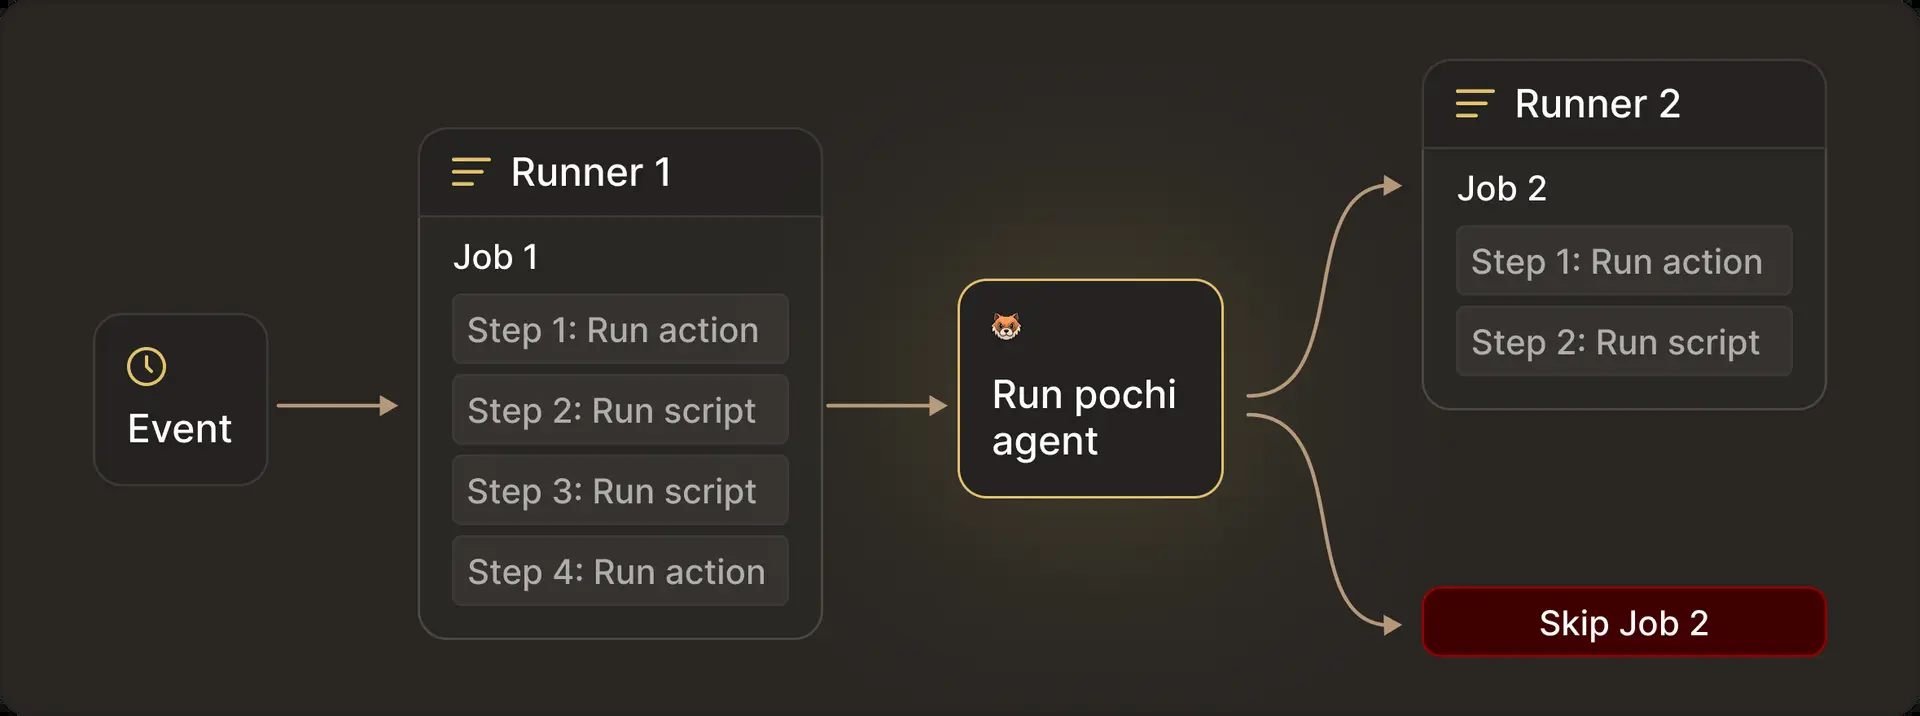 Event
Runner 1
Job 1
Step 1: Run action
Step 2: Run script
Step 3: Run script
Step 4: Run action
Run pochi
agent
Runner 2
Job 2
Step 1: Run action
Step 2: Run script
Skip Job 2